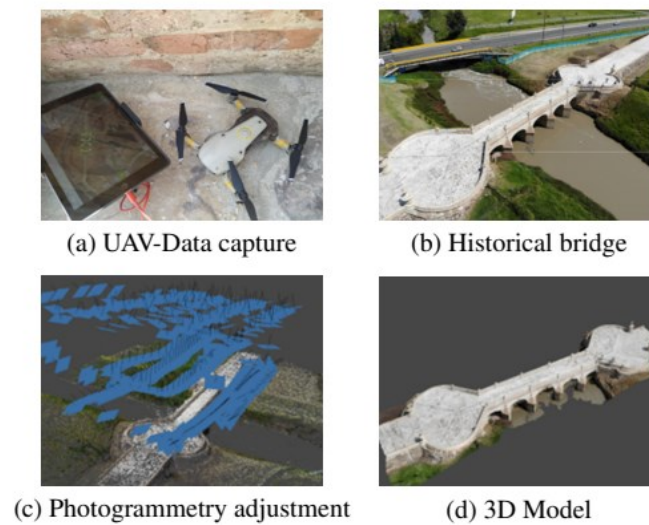 (a) UAV-Data capture
(b) Historical bridge
(c) Photogrammetry adjustment
(d) 3D Model